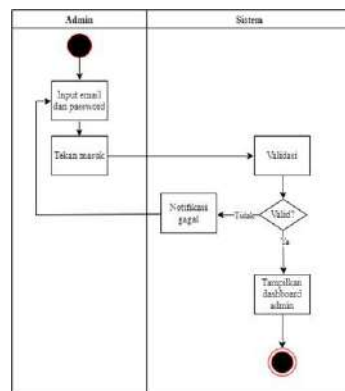 Admin
Sistem
Input email
dan password
Tekan masuk
Validasi
Notifikasi
gagal
Tidak
Valid?
Ya
Tampilkan
dashboard
admin